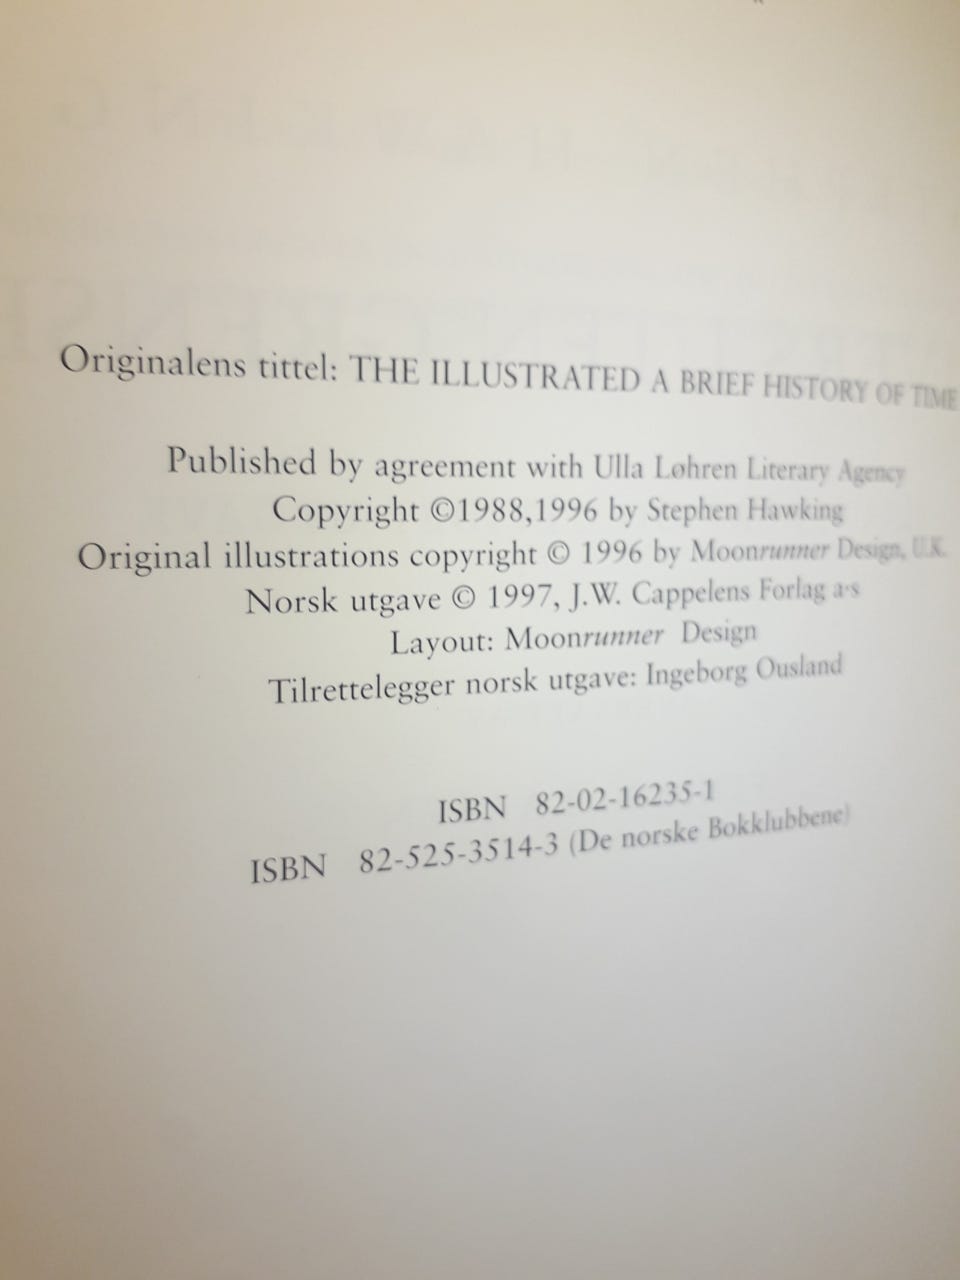 Originalens tittel: THE ILLUSTRATED A BRIEF HISTORY OF TIME
Published by agreement with Ulla Løhren Literary Agency
Copyright ©1988,1996 by Stephen Hawking
Original illustrations copyright © 1996 by Moonrunner Design, U.K.
Norsk utgave © 1997, J.W. Cappelens Forlag a·s
Layout: Moonrunner Design
Tilrettelegger norsk utgave: Ingeborg Ousland
ISBN 82-02-16235-1
ISBN 82-525-3514-3 (De norske Bokklubbene)